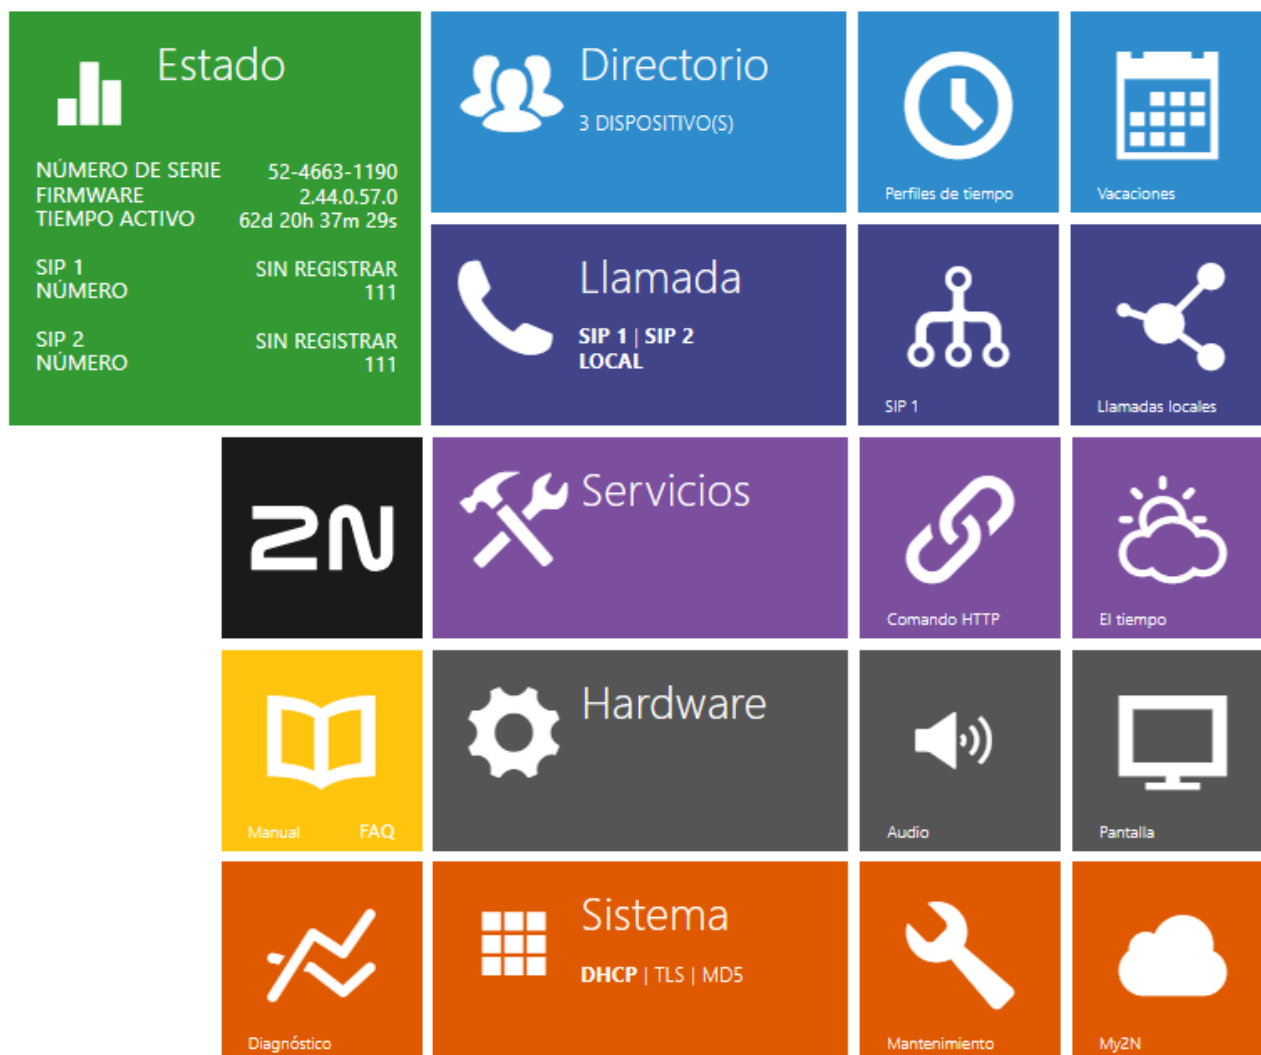 Estado
NÚMERO DE SERIE 52-4663-1190
FIRMWARE 2.44.0.57.0
TIEMPO ACTIVO 62d 20h 37m 29s
SIP 1 SIN REGISTRAR
NÚMERO 111
SIP 2 SIN REGISTRAR
NÚMERO 111
Directorio
3 DISPOSITIVO(S)
Perfiles de tiempo
Vacaciones
Llamada
SIP 1 | SIP 2
LOCAL
SIP 1
Llamadas locales
2N
Servicios
Comando HTTP
El tiempo
Manual FAQ
Hardware
Audio
Pantalla
Diagnóstico
Sistema
DHCP | TLS | MD5
Mantenimiento
My2N